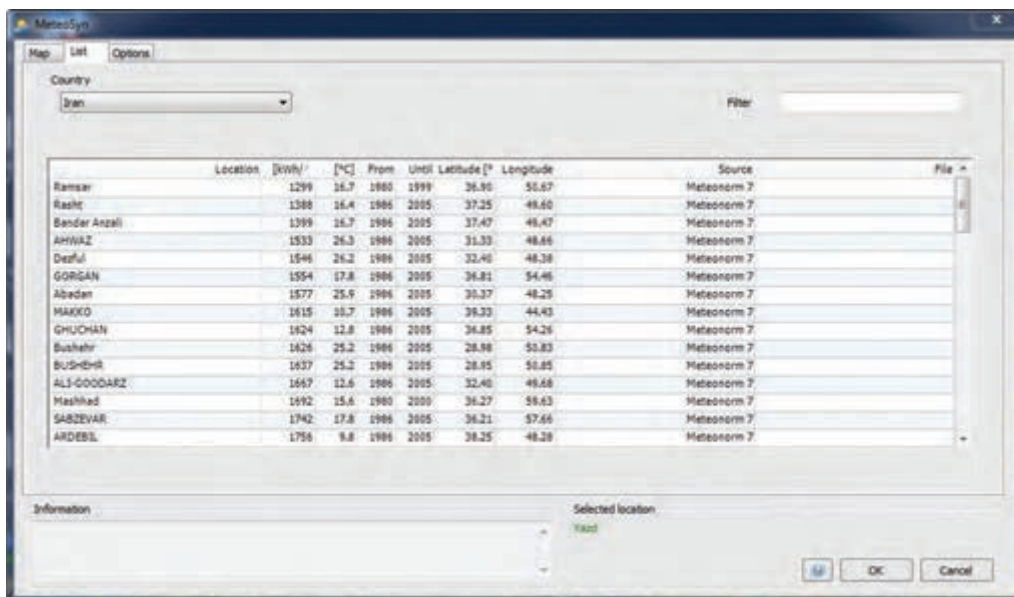 MeteoSyn
Map List Options
Country
Iran
Filter
Location [kWh/ [°C] From Until Latitude [° Longitude Source File
Ramsar 1299 16.7 1980 1999 36.90 50.67 Meteonorm 7
Rasht 1388 16.4 1986 2005 37.25 49.60 Meteonorm 7
Bandar Anzali 1399 16.7 1986 2005 37.47 49.47 Meteonorm 7
AHWAZ 1533 26.3 1986 2005 31.33 48.66 Meteonorm 7
Dezful 1546 26.2 1986 2005 32.40 48.38 Meteonorm 7
GORGAN 1554 17.8 1986 2005 36.81 54.46 Meteonorm 7
Abadan 1577 25.9 1986 2005 30.37 48.25 Meteonorm 7
MAKKO 1615 10.7 1986 2005 39.33 44.43 Meteonorm 7
GHUCHAN 1624 12.8 1986 2005 36.85 54.26 Meteonorm 7
Bushehr 1626 25.2 1986 2005 28.98 50.83 Meteonorm 7
BUSHEHR 1637 25.2 1986 2005 28.95 50.85 Meteonorm 7
ALI-GOODARZ 1667 12.6 1986 2005 32.40 49.68 Meteonorm 7
Mashhad 1692 15.6 1980 2000 36.27 59.63 Meteonorm 7
SABZEVAR 1742 17.8 1986 2005 36.21 57.66 Meteonorm 7
ARDEBIL 1756 9.8 1986 2005 38.25 48.28 Meteonorm 7
Information
Selected location
Yazd
OK Cancel